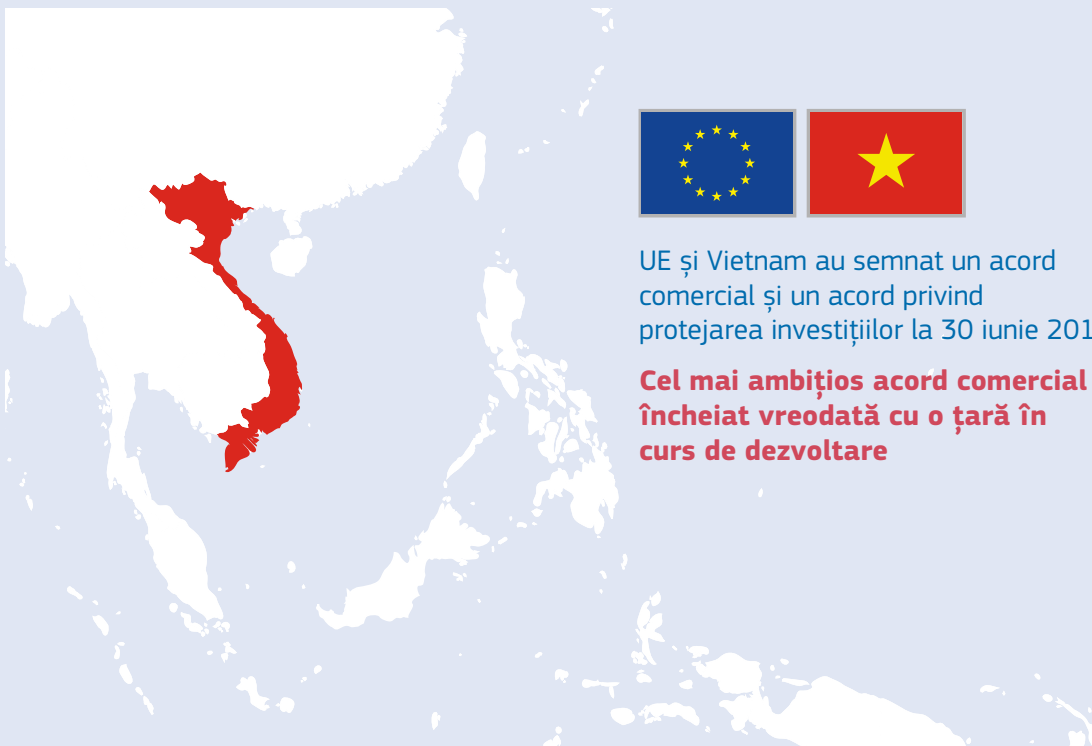 UE și Vietnam au semnat un acord
comercial și un acord privind
protejarea investițiilor la 30 iunie 201
Cel mai ambițios acord comercial
încheiat vreodată cu o țară în
curs de dezvoltare